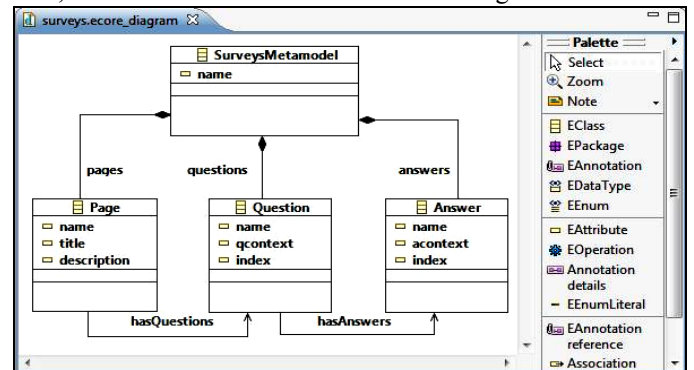 surveys.ecore_diagram
SurveysMetamodel
name
pages
questions
answers
Page
name
title
description
Question
name
qcontext
index
Answer
name
acontext
index
hasQuestions
hasAnswers
Palette
Select
Zoom
Note
EClass
EPackage
EAnnotation
EDataType
EEnum
EAttribute
EOperation
Annotation
details
EEnumLiteral
EAnnotation
reference
Association